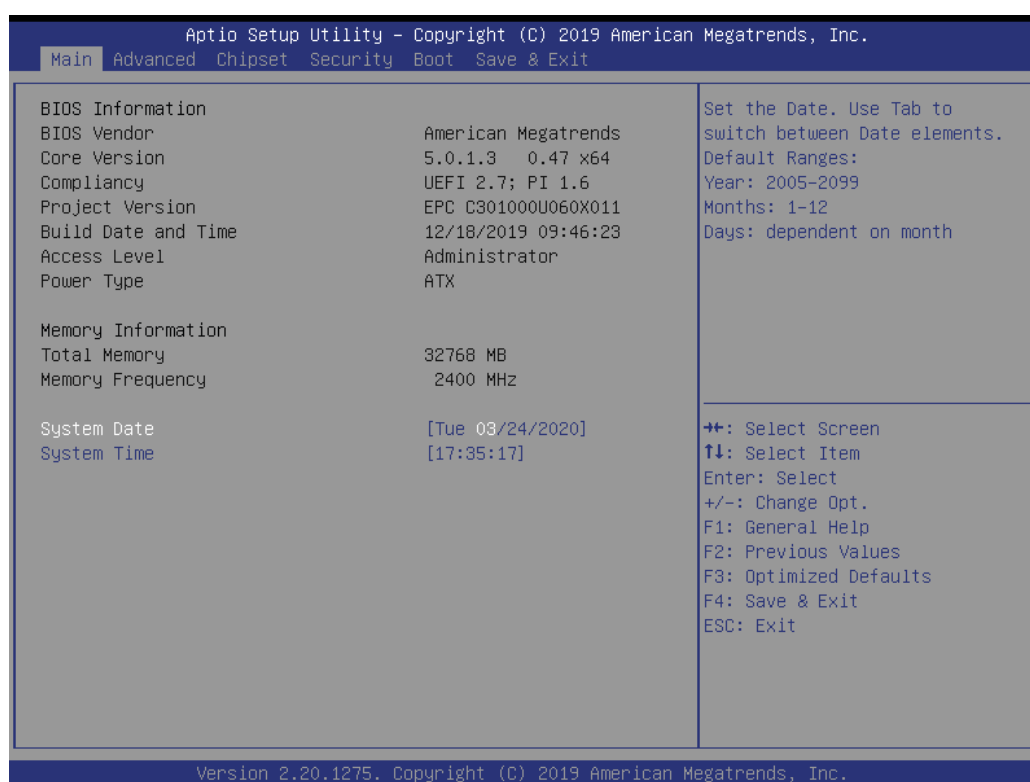 Aptio Setup Utility – Copyright (C) 2019 American Megatrends, Inc.
Main Advanced Chipset Security Boot Save & Exit
BIOS Information
BIOS Vendor American Megatrends
Core Version 5.0.1.3 0.47 x64
Compliancy UEFI 2.7; PI 1.6
Project Version EPC C301000U060X011
Build Date and Time 12/18/2019 09:46:23
Access Level Administrator
Power Type ATX
Memory Information
Total Memory 32768 MB
Memory Frequency 2400 MHz
System Date [Tue 03/24/2020]
System Time [17:35:17]
Set the Date. Use Tab to
switch between Date elements.
Default Ranges:
Year: 2005-2099
Months: 1-12
Days: dependent on month
→←: Select Screen
↑↓: Select Item
Enter: Select
+/-: Change Opt.
F1: General Help
F2: Previous Values
F3: Optimized Defaults
F4: Save & Exit
ESC: Exit
Version 2.20.1275. Copyright (C) 2019 American Megatrends, Inc.